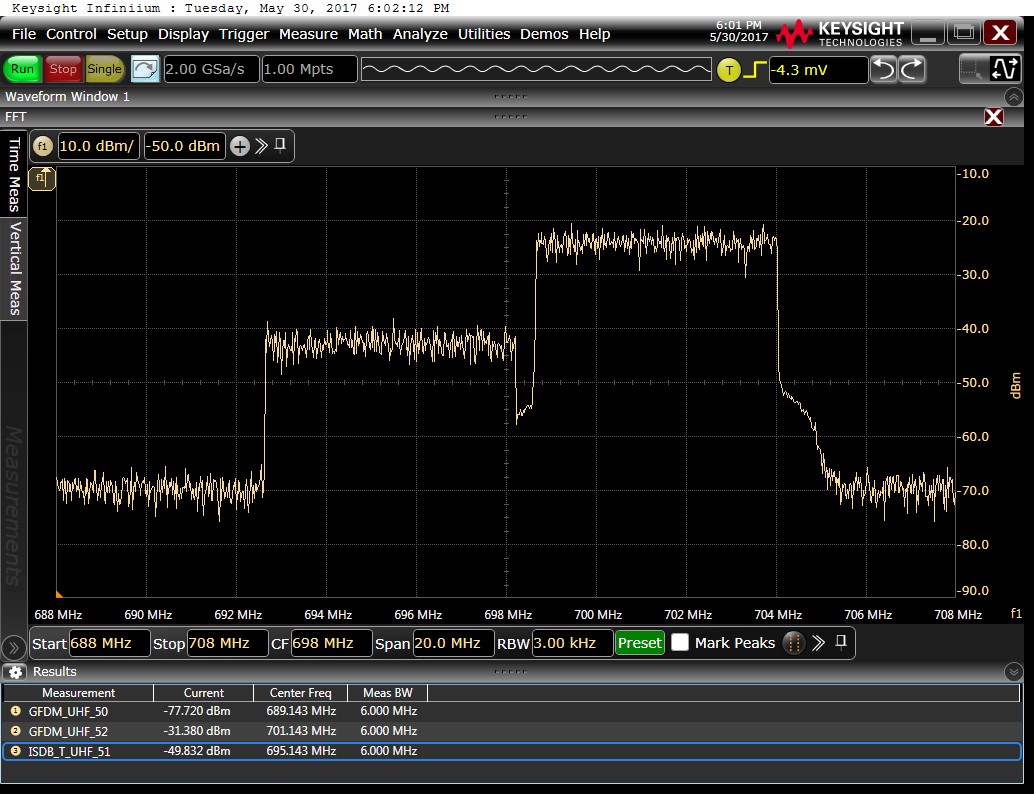 Keysight Infiniium : Tuesday, May 30, 2017 6:02:12 PM
File Control Setup Display Trigger Measure Math Analyze Utilities Demos Help
6:01 PM
5/30/2017
KEYSIGHT
TECHNOLOGIES
Run Stop Single 2.00 GSa/s 1.00 Mpts T -4.3 mV
Waveform Window 1
FFT
f1 10.0 dBm/ -50.0 dBm
Time Meas
Vertical Meas
Measurements
f1
-10.0
-20.0
-30.0
-40.0
-50.0
-60.0
-70.0
-80.0
-90.0
dBm
688 MHz 690 MHz 692 MHz 694 MHz 696 MHz 698 MHz 700 MHz 702 MHz 704 MHz 706 MHz 708 MHz f1
Start 688 MHz Stop 708 MHz CF 698 MHz Span 20.0 MHz RBW 3.00 kHz Preset Mark Peaks
Results
Measurement Current Center Freq Meas BW
1 GFDM_UHF_50 -77.720 dBm 689.143 MHz 6.000 MHz
2 GFDM_UHF_52 -31.380 dBm 701.143 MHz 6.000 MHz
3 ISDB_T_UHF_51 -49.832 dBm 695.143 MHz 6.000 MHz